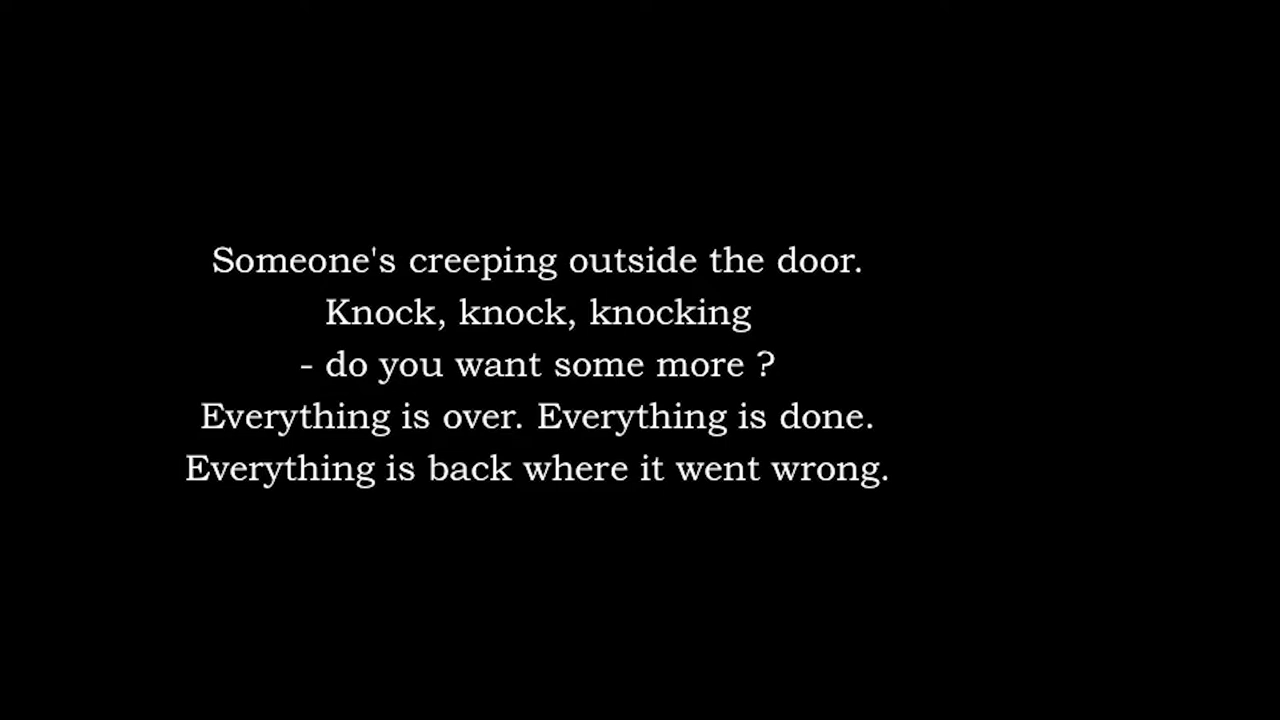 Someone's creeping outside the door.
Knock, knock, knocking
- do you want some more ?
Everything is over. Everything is done.
Everything is back where it went wrong.